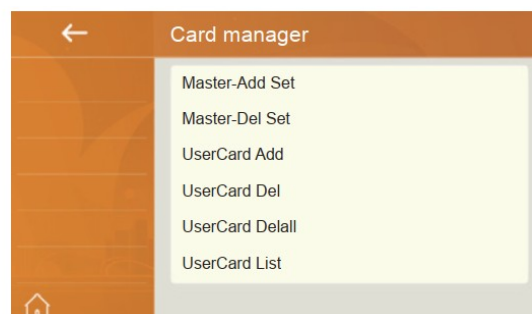 Card manager
Master-Add Set
Master-Del Set
UserCard Add
UserCard Del
UserCard Delall
UserCard List